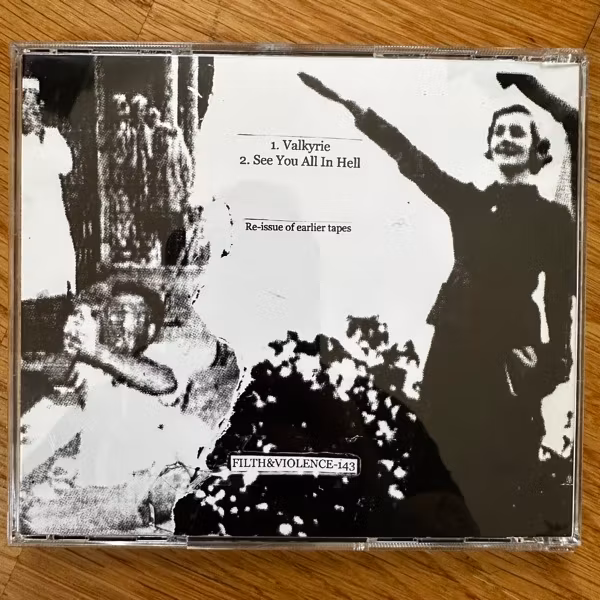 1. Valkyrie
2. See You All In Hell
Re-issue of earlier tapes
FILTH&VIOLENCE-143